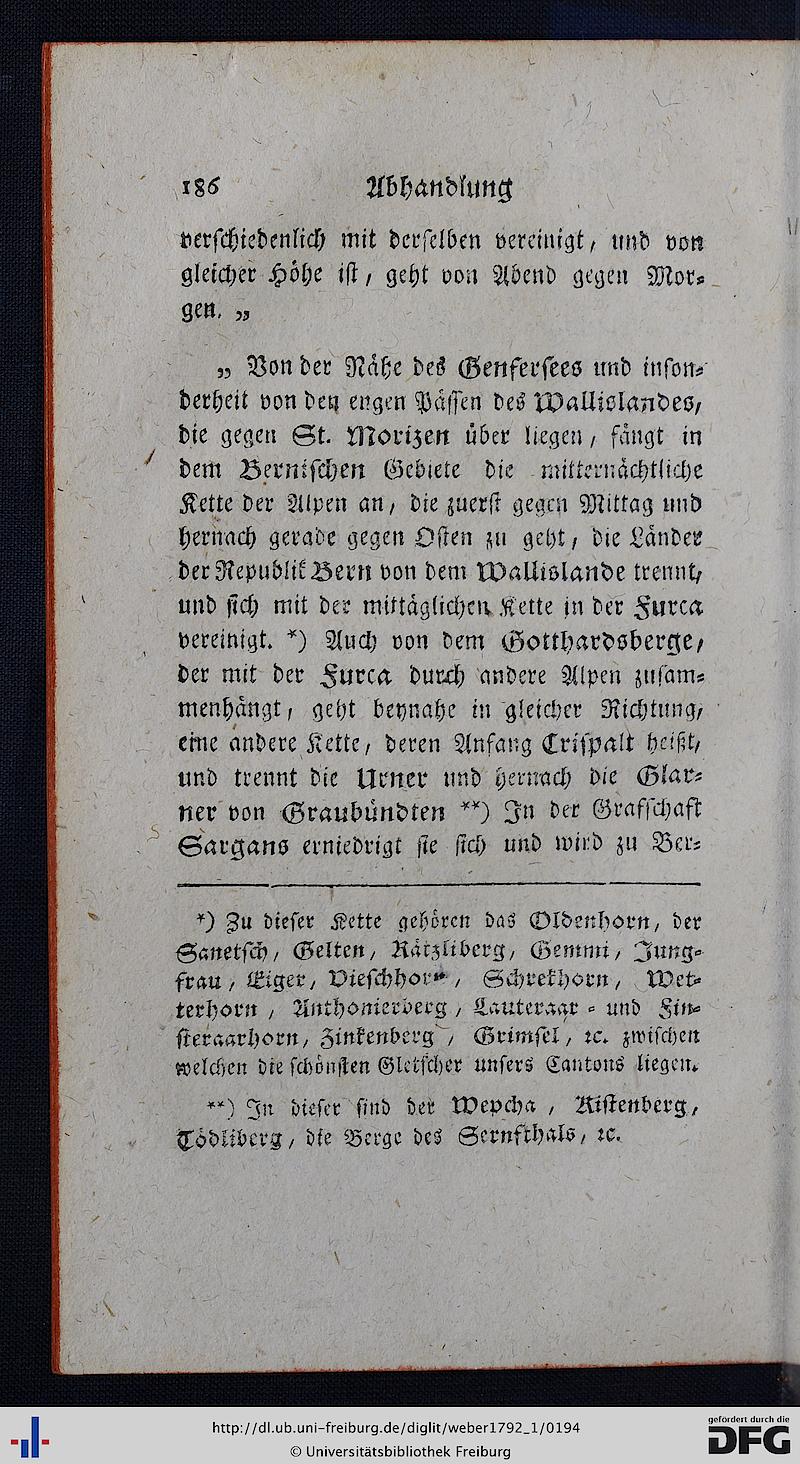 186 Abhandlung
verschiedenlich mit derselben vereinigt, und von
gleicher Höhe ist, geht von Abend gegen Mor-
gen. „
„ Von der Nähe des Genfersees und inson-
derheit von den engen Pässen des Wallislandes,
die gegen St. Morizen über liegen, fängt in
dem Bernischen Gebiete die mitternächtliche
Kette der Alpen an, die zuerst gegen Mittag und
hernach gerade gegen Osten zu geht, die Länder
der Republik Bern von dem Wallislande trennt,
und sich mit der mittäglichen Kette in der Furca
vereinigt. *) Auch von dem Gotthardsberge,
der mit der Furca durch andere Alpen zusam-
menhängt, geht beynahe in gleicher Richtung,
eine andere Kette, deren Anfang Crispalt heißt,
und trennt die Urner und hernach die Glar-
ner von Graubündten **) In der Grafschaft
Sargans erniedrigt sie sich und wird zu Ber-
*) Zu dieser Kette gehören das Oldenhorn, der
Sanetsch, Gelten, Rätzliberg, Gemmi, Jung-
frau, Eiger, Vieschhorn, Schrekhorn, Wet-
terhorn, Anthonierberg, Lauteraar - und Fin-
steraarhorn, Zinkenberg, Grimsel, ꝛc. zwischen
welchen die schönsten Gletscher unsers Cantons liegen.
**) In dieser sind der Wepcha, Kistenberg,
Tödliberg, die Berge des Sernfthals, ꝛc.
http://dl.ub.uni-freiburg.de/diglit/weber1792_1/0194
© Universitätsbibliothek Freiburg
gefördert durch die
DFG